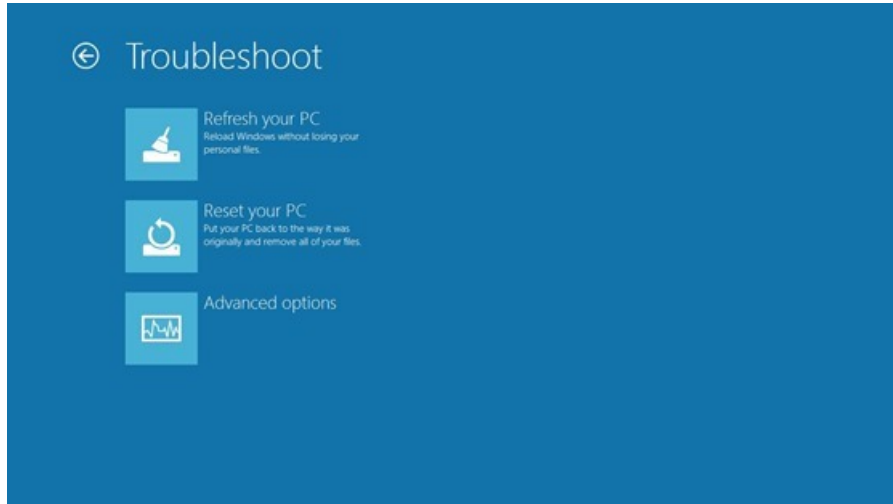 Troubleshoot
Refresh your PC
Reload Windows without losing your
personal files.
Reset your PC
Put your PC back to the way it was
originally and remove all of your files.
Advanced options